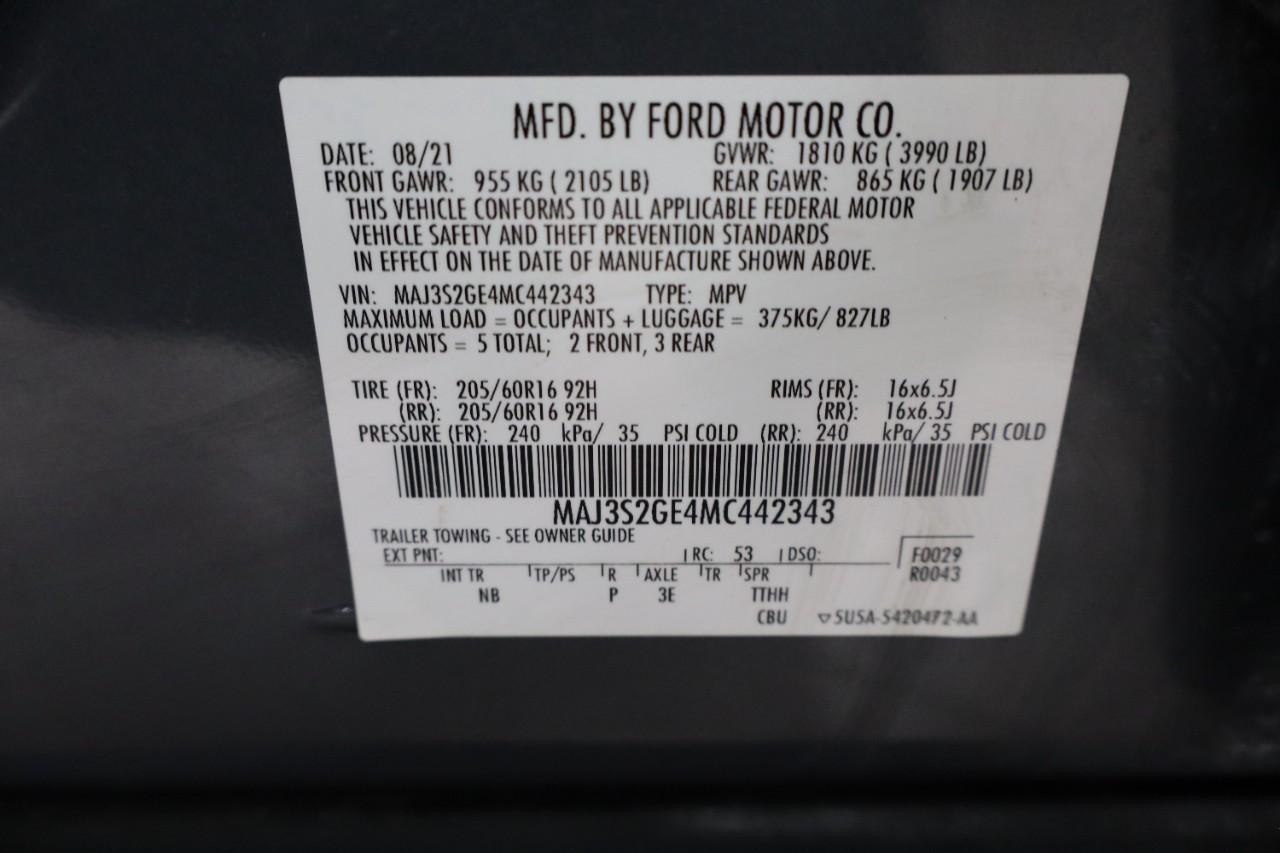 MFD. BY FORD MOTOR CO.
DATE: 08/21 GVWR: 1810 KG ( 3990 LB)
FRONT GAWR: 955 KG ( 2105 LB) REAR GAWR: 865 KG ( 1907 LB)
THIS VEHICLE CONFORMS TO ALL APPLICABLE FEDERAL MOTOR
VEHICLE SAFETY AND THEFT PREVENTION STANDARDS
IN EFFECT ON THE DATE OF MANUFACTURE SHOWN ABOVE.
VIN: MAJ3S2GE4MC442343 TYPE: MPV
MAXIMUM LOAD = OCCUPANTS + LUGGAGE = 375KG/ 827LB
OCCUPANTS = 5 TOTAL; 2 FRONT, 3 REAR
TIRE (FR): 205/60R16 92H RIMS (FR): 16x6.5J
(RR): 205/60R16 92H (RR): 16x6.5J
PRESSURE (FR): 240 kPa/ 35 PSI COLD (RR): 240 kPa/ 35 PSI COLD
MAJ3S2GE4MC442343
TRAILER TOWING - SEE OWNER GUIDE
EXT PNT: RC: 53 DSO: F0029
INT TR TP/PS R AXLE TR SPR R0043
NB P 3E TTHH
CBU ▽5U5A-5420472-AA